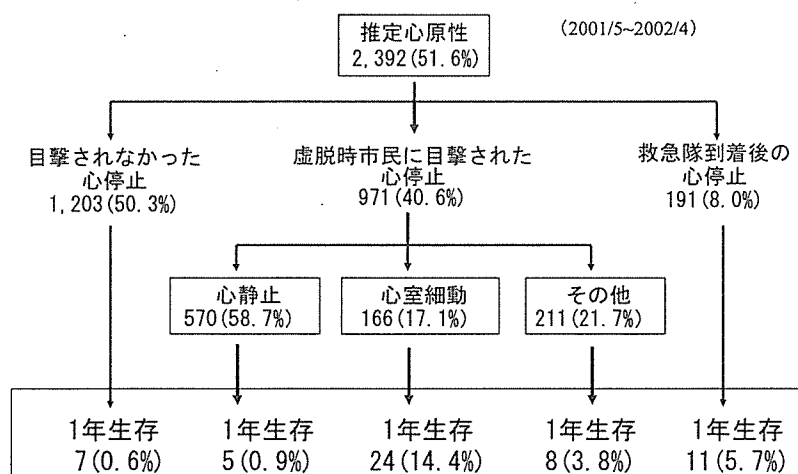 推定心原性
2,392(51.6%)
(2001/5~2002/4)
目撃されなかった
心停止
1,203(50.3%)
虚脱時市民に目撃された
心停止
971(40.6%)
救急隊到着後の
心停止
191(8.0%)
心静止
570(58.7%)
心室細動
166(17.1%)
その他
211(21.7%)
1年生存
7(0.6%)
1年生存
5(0.9%)
1年生存
24(14.4%)
1年生存
8(3.8%)
1年生存
11(5.7%)